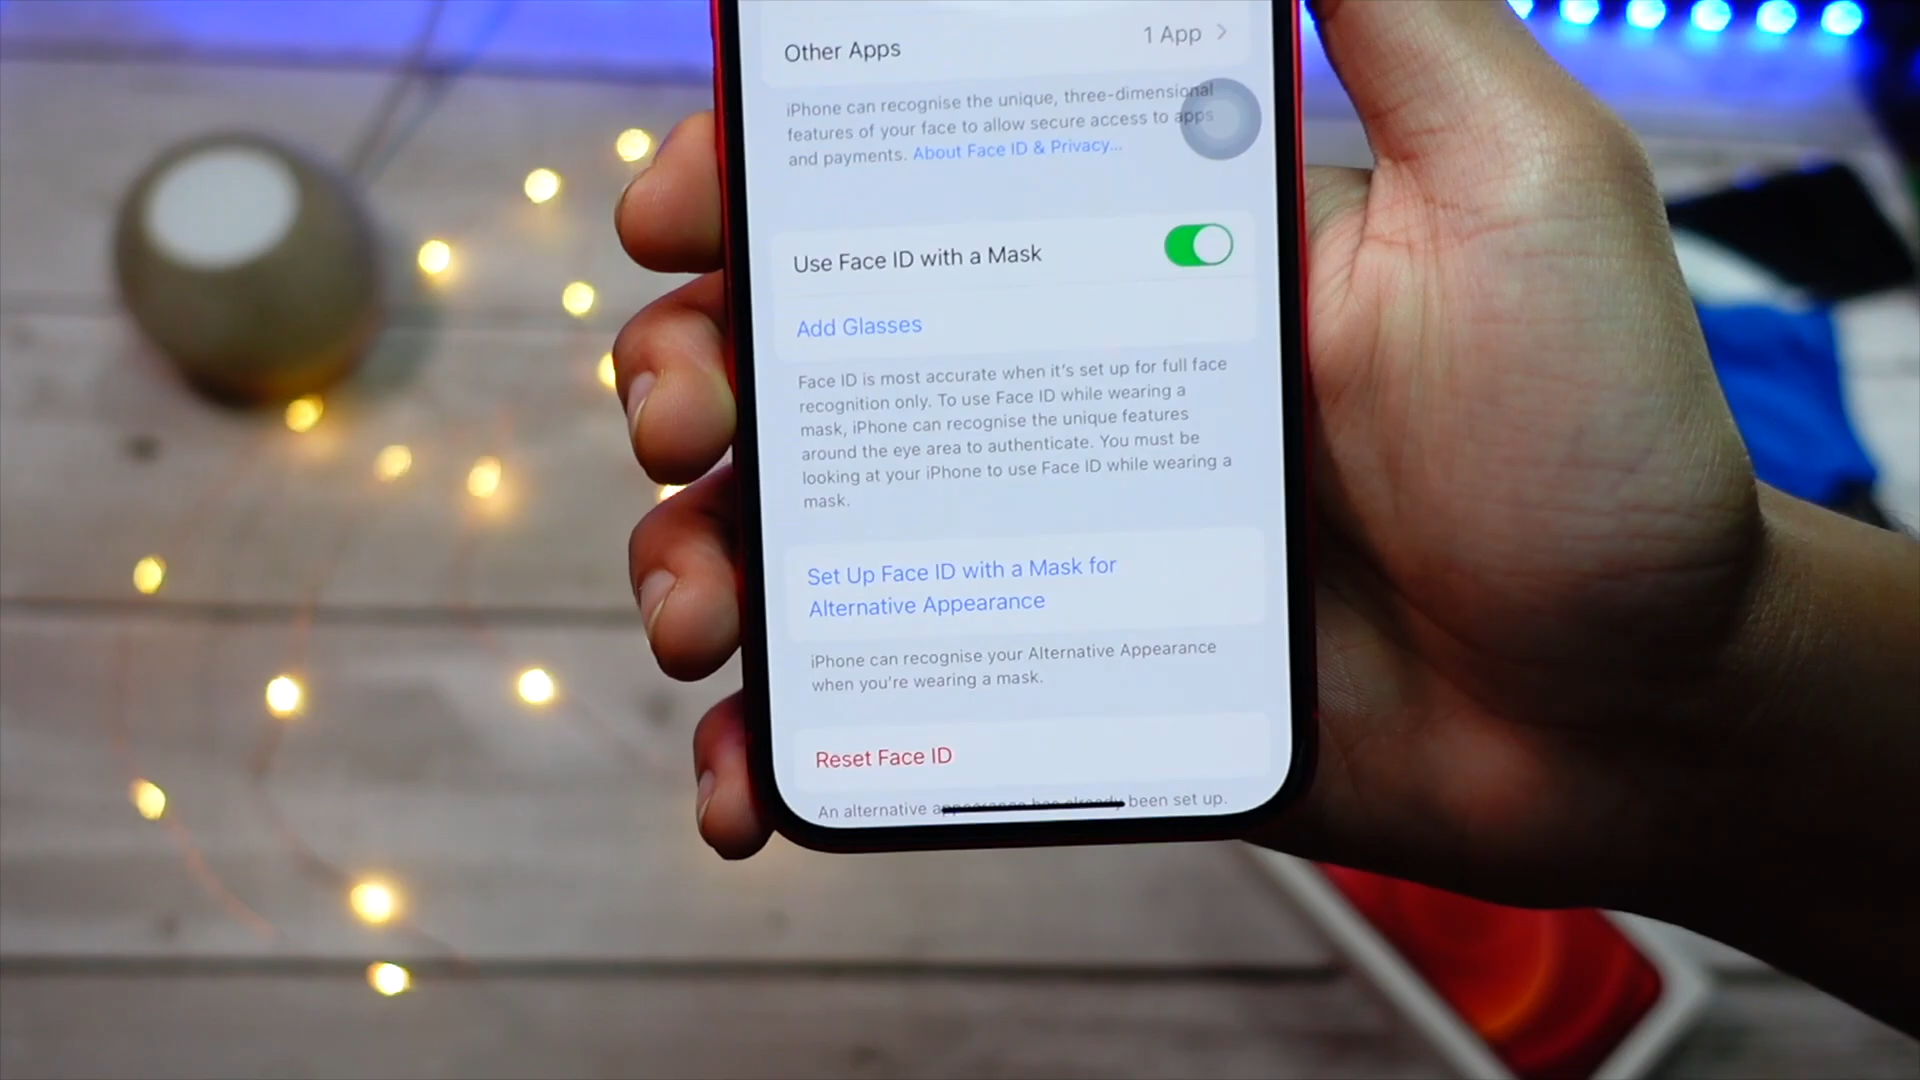 Other Apps 1 App
iPhone can recognise the unique, three-dimensional
features of your face to allow secure access to apps
and payments. About Face ID & Privacy...
Use Face ID with a Mask
Add Glasses
Face ID is most accurate when it's set up for full face
recognition only. To use Face ID while wearing a
mask, iPhone can recognise the unique features
around the eye area to authenticate. You must be
looking at your iPhone to use Face ID while wearing a
mask.
Set Up Face ID with a Mask for
Alternative Appearance
iPhone can recognise your Alternative Appearance
when you're wearing a mask.
Reset Face ID
An alternative appearance has already been set up.